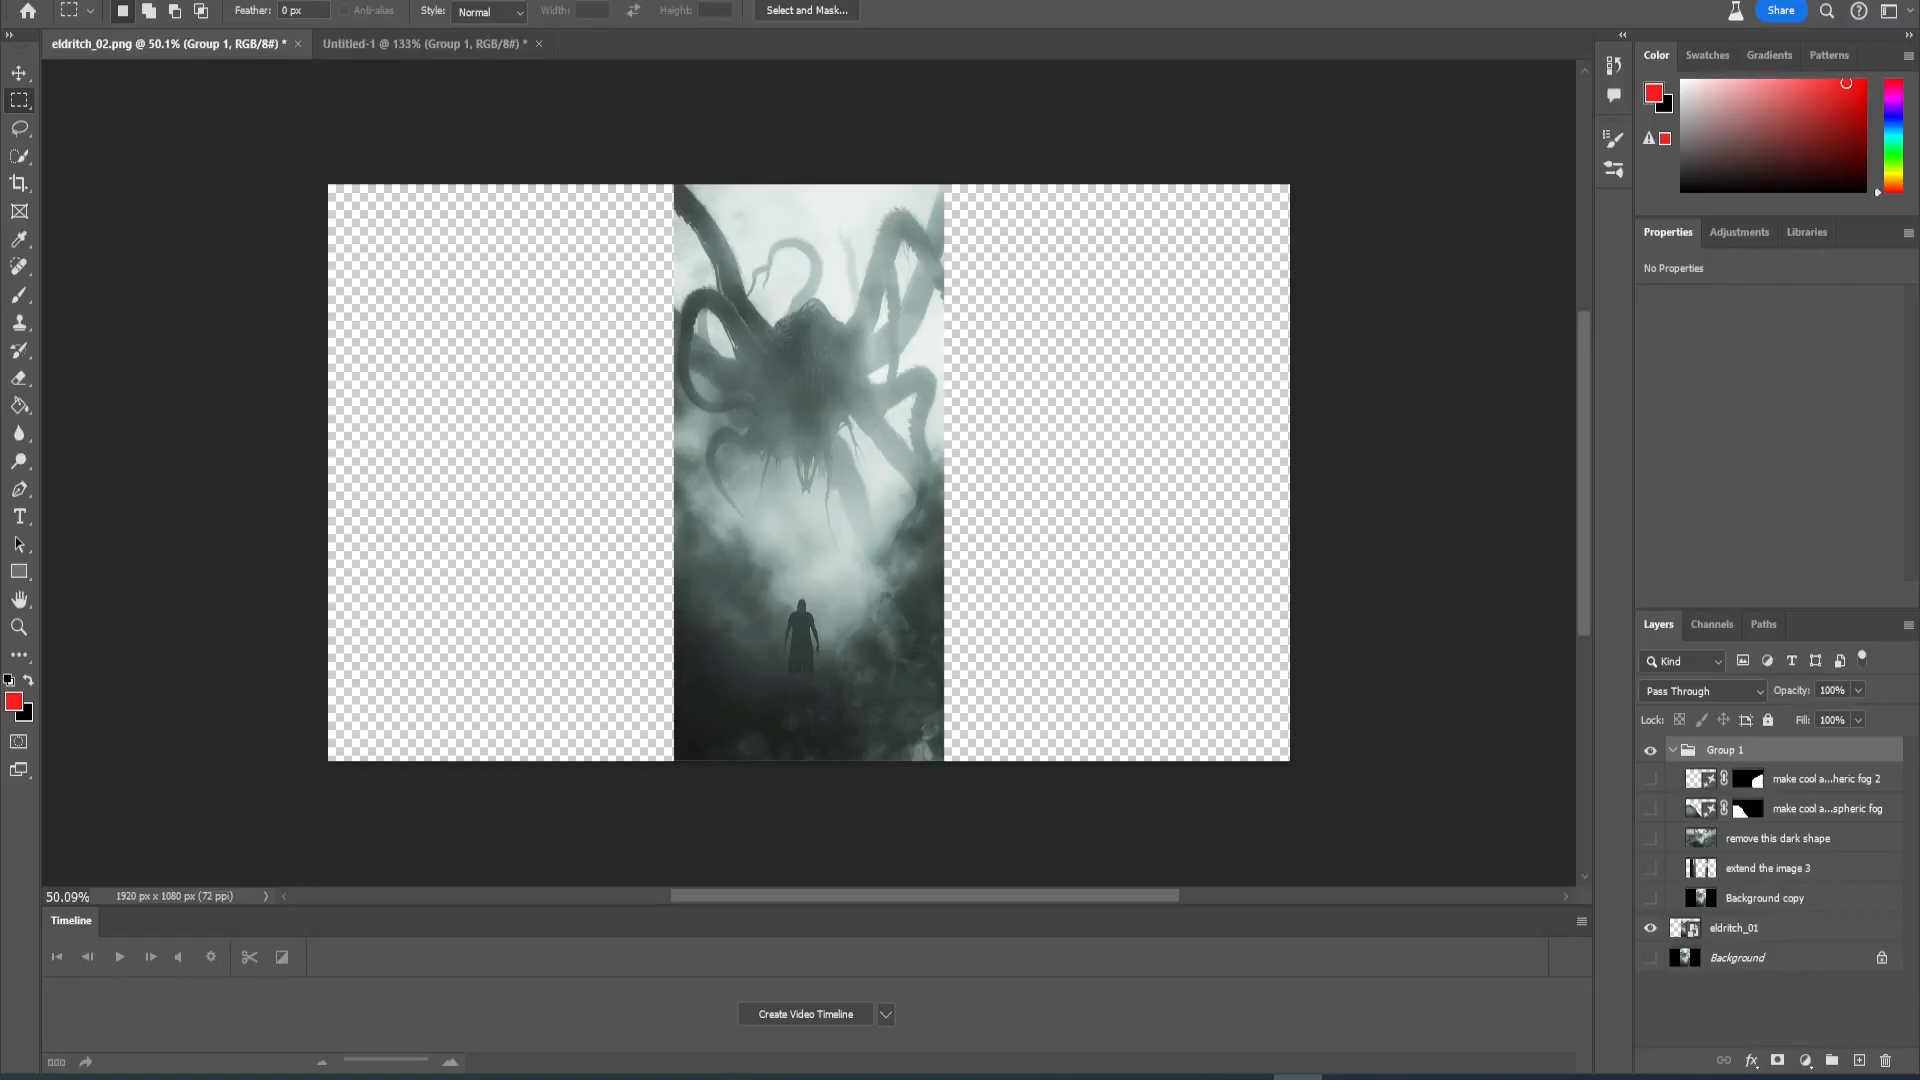 Feather: 0 px Anti-alias Style: Normal Width: Height: Select and Mask... Share
eldritch_02.png @ 50.1% (Group 1, RGB/8#) * × Untitled-1 @ 133% (Group 1, RGB/8#) * ×
Color Swatches Gradients Patterns
Properties Adjustments Libraries
No Properties
Layers Channels Paths
Kind
Pass Through Opacity: 100%
Lock: Fill: 100%
Group 1
make cool a...heric fog 2
make cool a...spheric fog
remove this dark shape
extend the image 3
Background copy
eldritch_01
Background
50.09% 1920 px x 1080 px (72 ppi)
Timeline
Create Video Timeline